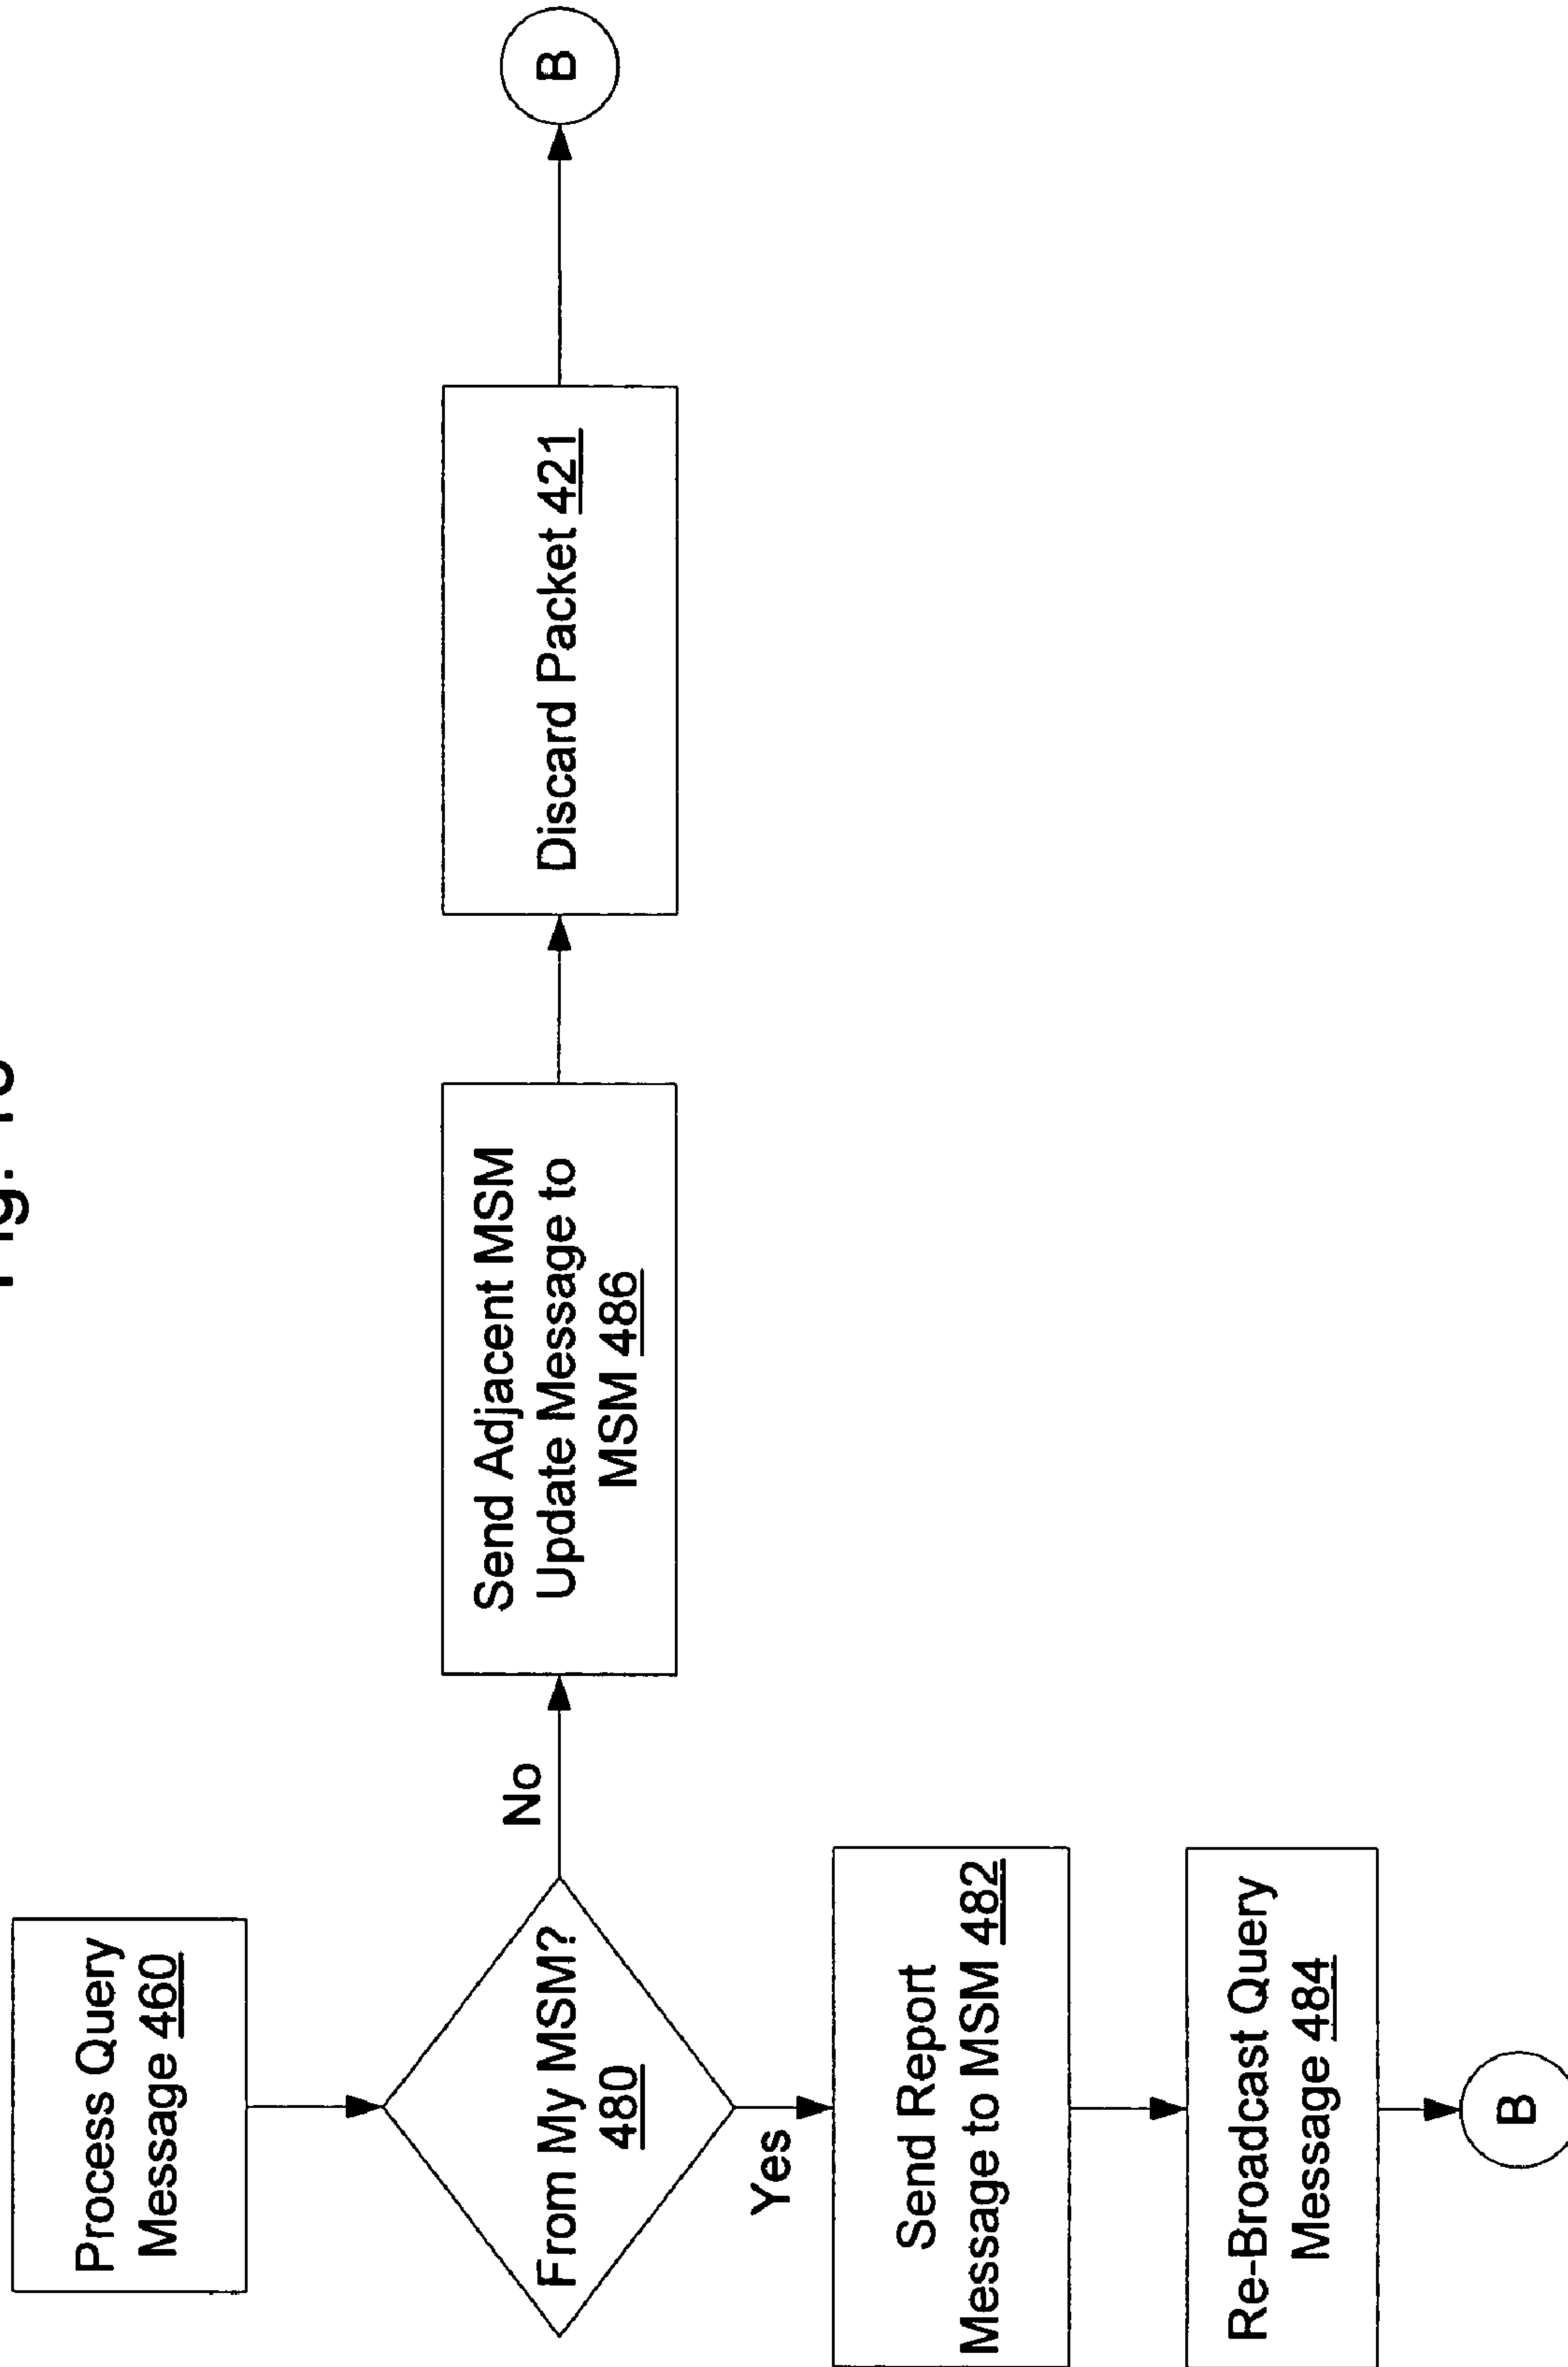 Process Query
Message 460
From My MSM?
480
No
Send Adjacent MSM
Update Message to
MSM 486
Discard Packet 421
B
Yes
Send Report
Message to MSM 482
Re-Broadcast Query
Message 484
B